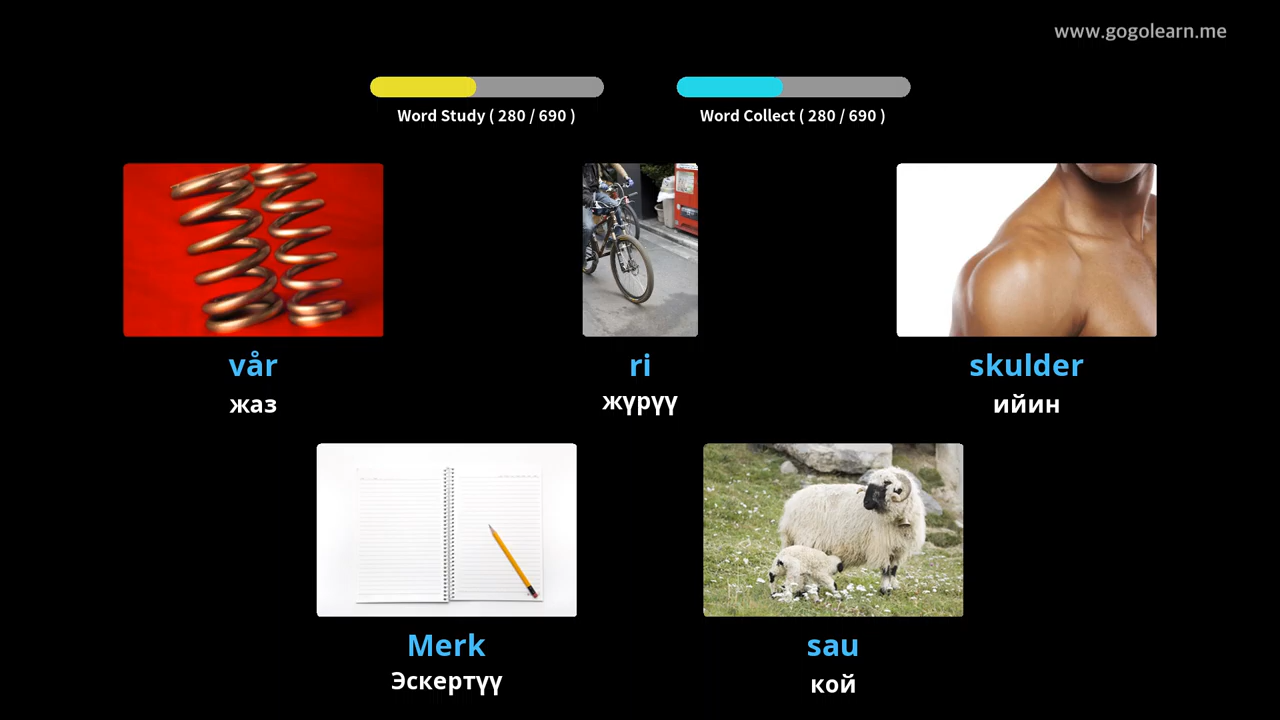 www.gogolearn.me
Word Study ( 280 / 690 )
Word Collect ( 280 / 690 )
vår
жаз
ri
жүрүү
skulder
ийин
Merk
Эскертүү
sau
кой